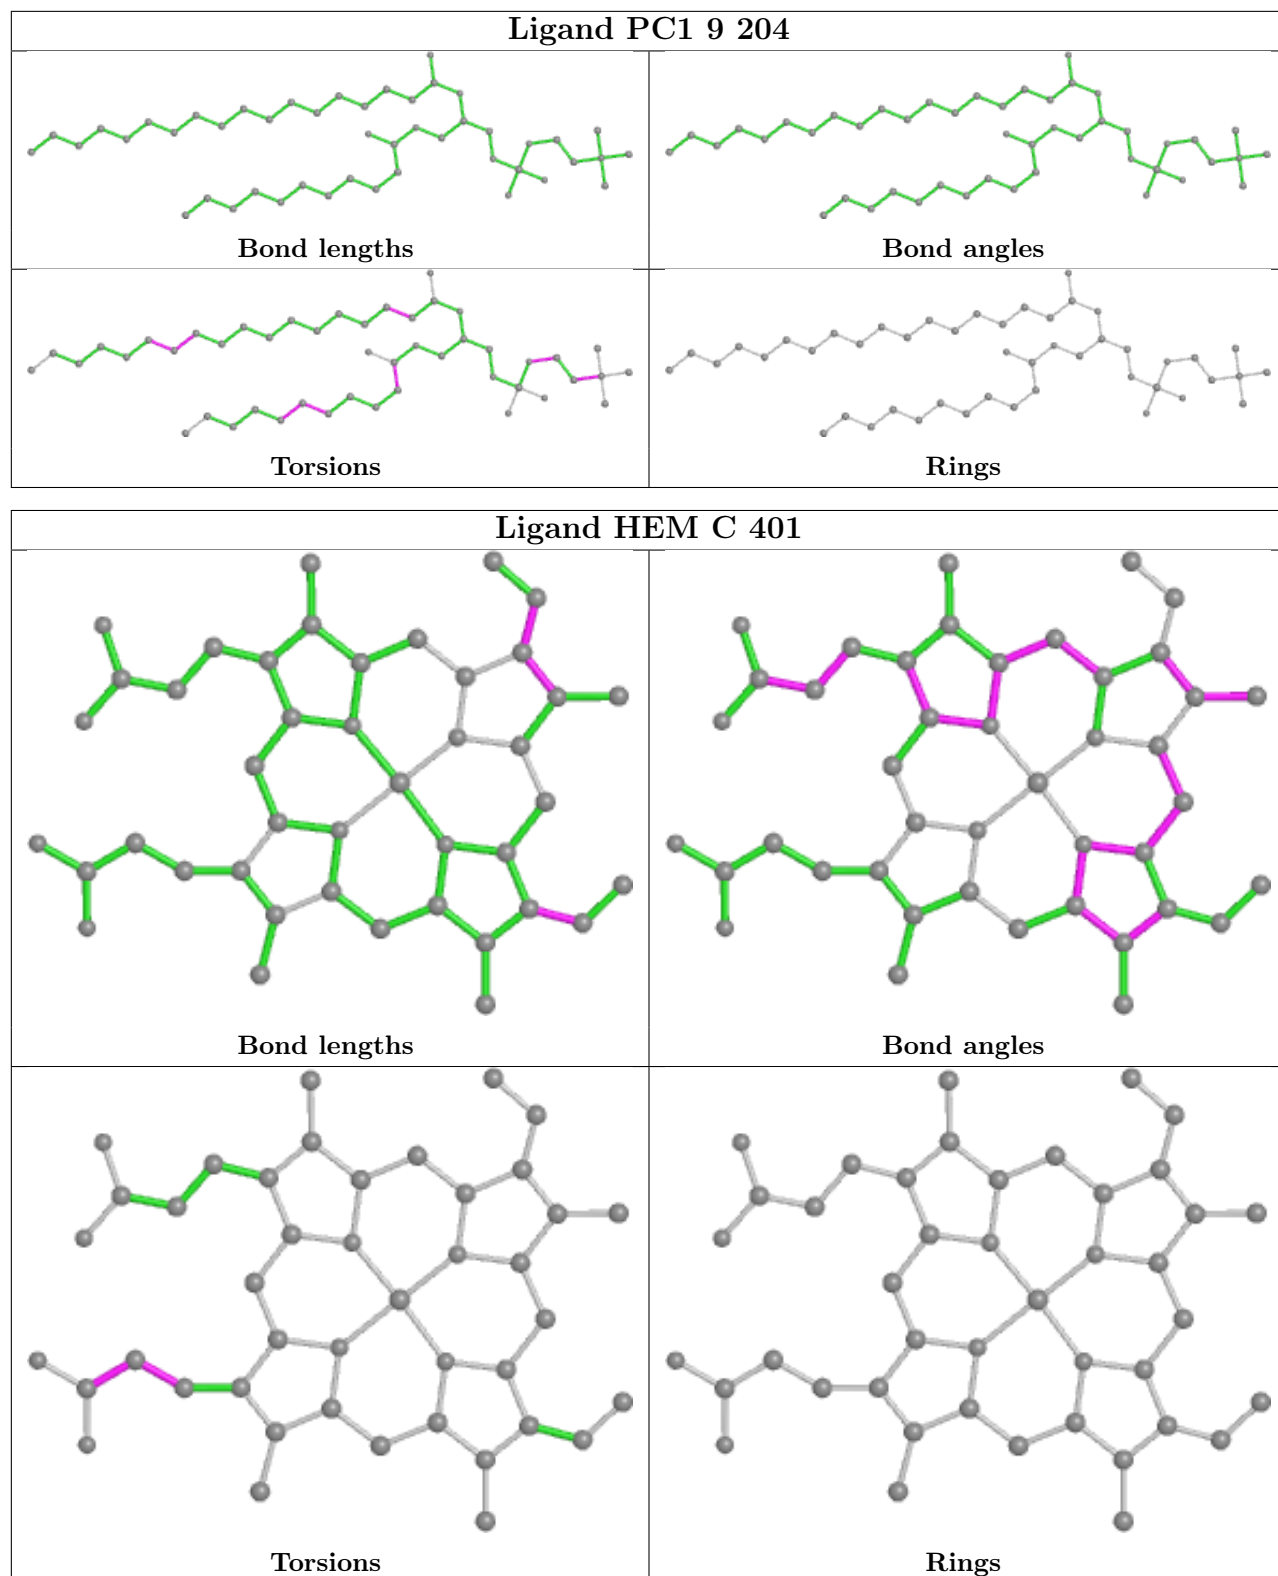 Ligand PC1 9 204
Bond lengths
Bond angles
Torsions
Rings
Ligand HEM C 401
Bond lengths
Bond angles
Torsions
Rings